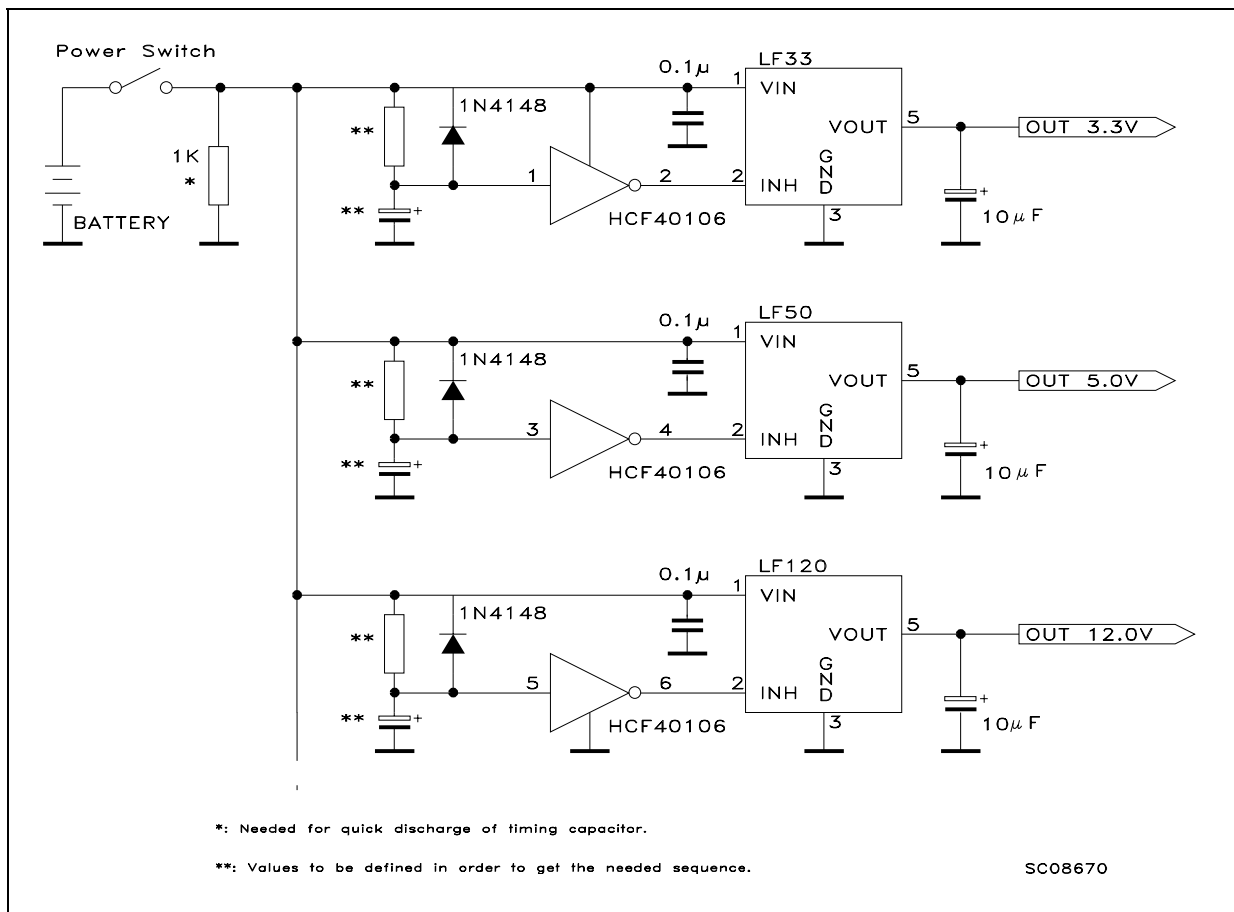 Power Switch
1K
*
BATTERY
**
**
1N4148
1
2
HCF40106
0.1μ
LF33
1
VIN
VOUT
5
2
INH
GND
3
OUT 3.3V
+
+
10μF
**
**
1N4148
3
4
HCF40106
0.1μ
LF50
1
VIN
VOUT
5
2
INH
GND
3
OUT 5.0V
+
+
10μF
**
**
1N4148
5
6
HCF40106
0.1μ
LF120
1
VIN
VOUT
5
2
INH
GND
3
OUT 12.0V
+
+
10μF
*: Needed for quick discharge of timing capacitor.
**: Values to be defined in order to get the needed sequence.
SC08670